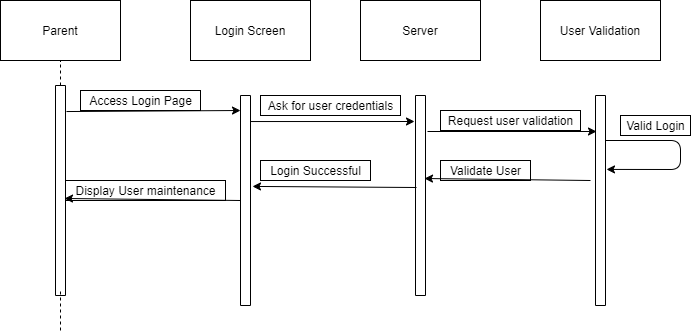 Parent
Login Screen
Server
User Validation
Access Login Page
Ask for user credentials
Request user validation
Valid Login
Login Successful
Validate User
Display User maintenance